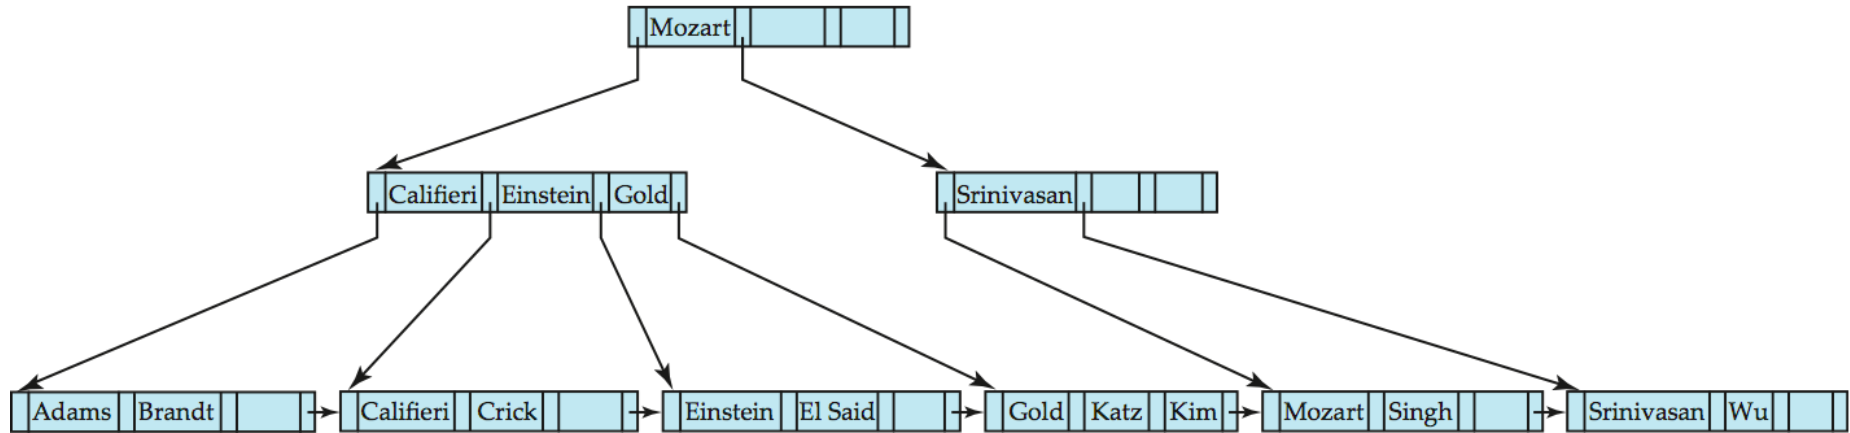 Mozart
Califieri Einstein Gold Srinivasan
Adams Brandt Califieri Crick Einstein El Said Gold Katz Kim Mozart Singh Srinivasan Wu